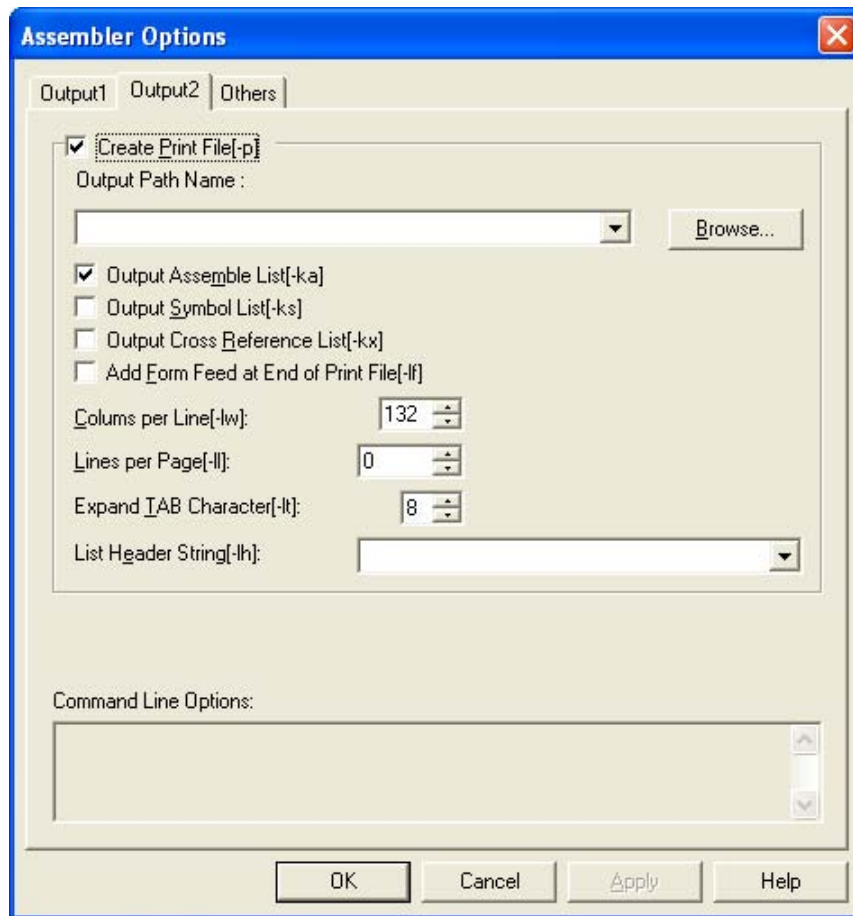 Assembler Options
Output1 Output2 Others
Create Print File[-p]
Output Path Name :
Browse...
Output Assemble List[-ka]
Output Symbol List[-ks]
Output Cross Reference List[-kx]
Add Form Feed at End of Print File[-lf]
Colums per Line[-lw]: 132
Lines per Page[-ll]: 0
Expand TAB Character[-lt]: 8
List Header String[-lh]:
Command Line Options:
OK Cancel Apply Help